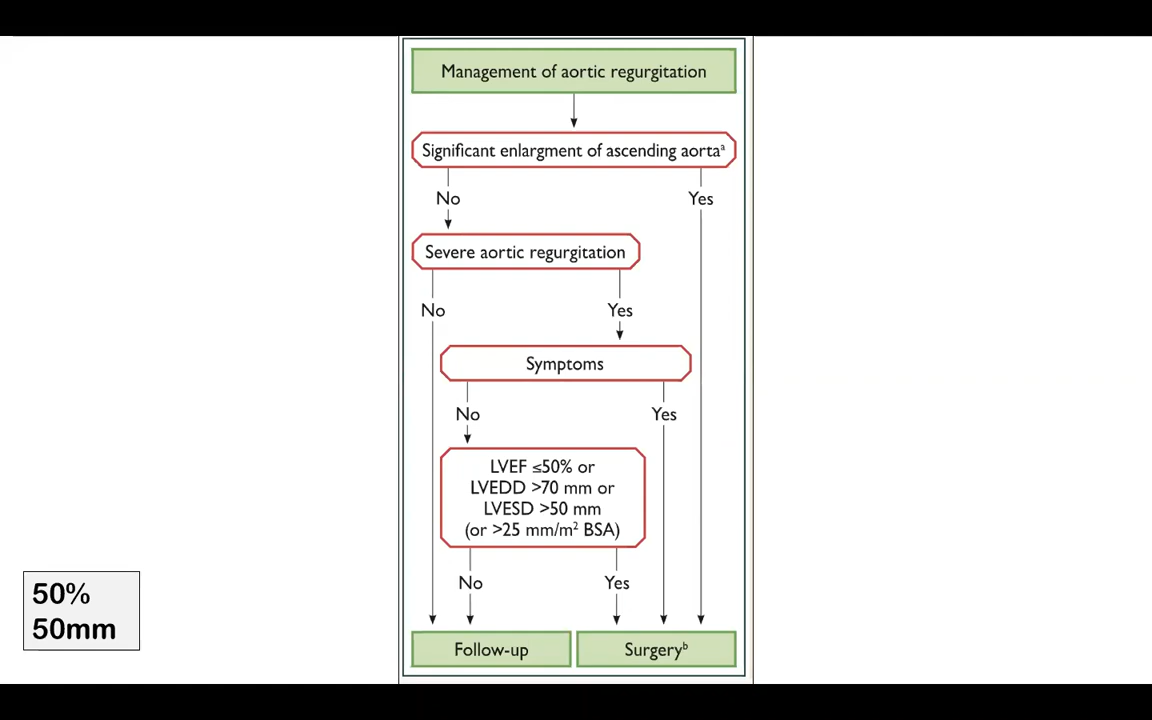 Management of aortic regurgitation
Significant enlargment of ascending aortaᵃ
No
Yes
Severe aortic regurgitation
No
Yes
Symptoms
No
Yes
LVEF ≤50% or
LVEDD >70 mm or
LVESD >50 mm
(or >25 mm/m² BSA)
No
Yes
Follow-up
Surgeryᵇ
50%
50mm